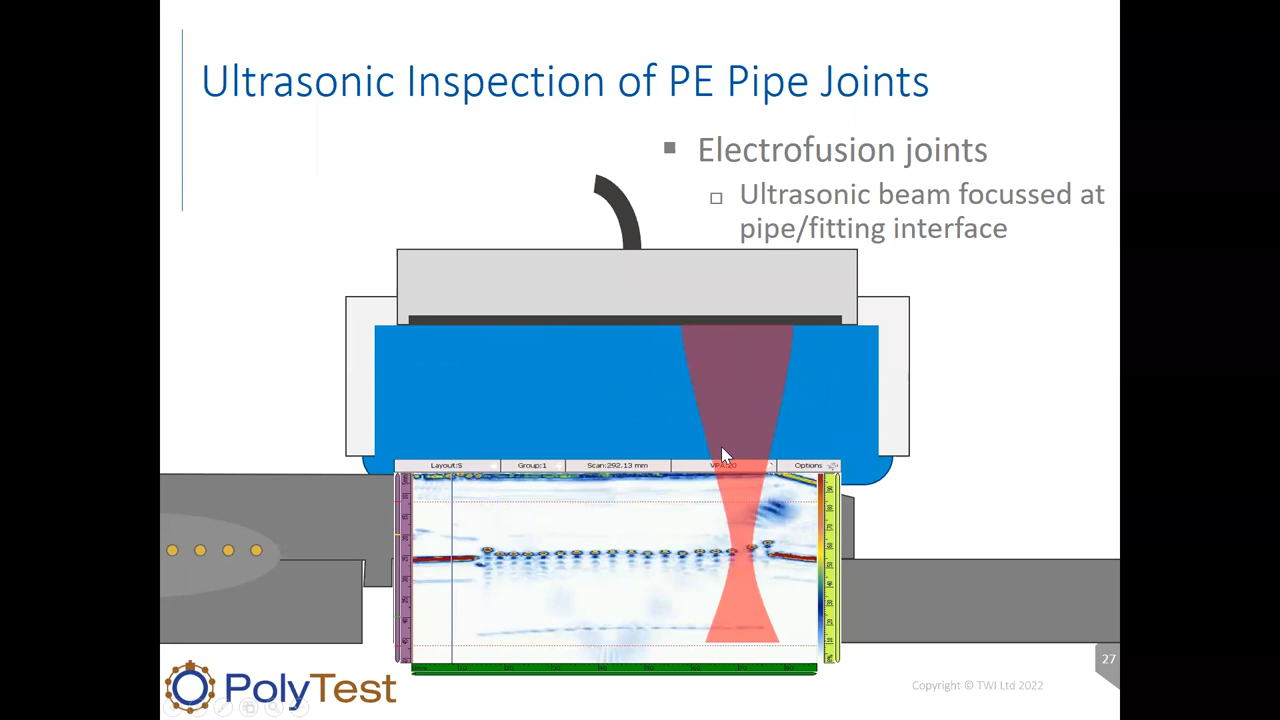 Ultrasonic Inspection of PE Pipe Joints
Electrofusion joints
Ultrasonic beam focussed at
pipe/fitting interface
Layout:S
Group:1
Scan:292.13 mm
Options
27
PolyTest
Copyright © TWI Ltd 2022